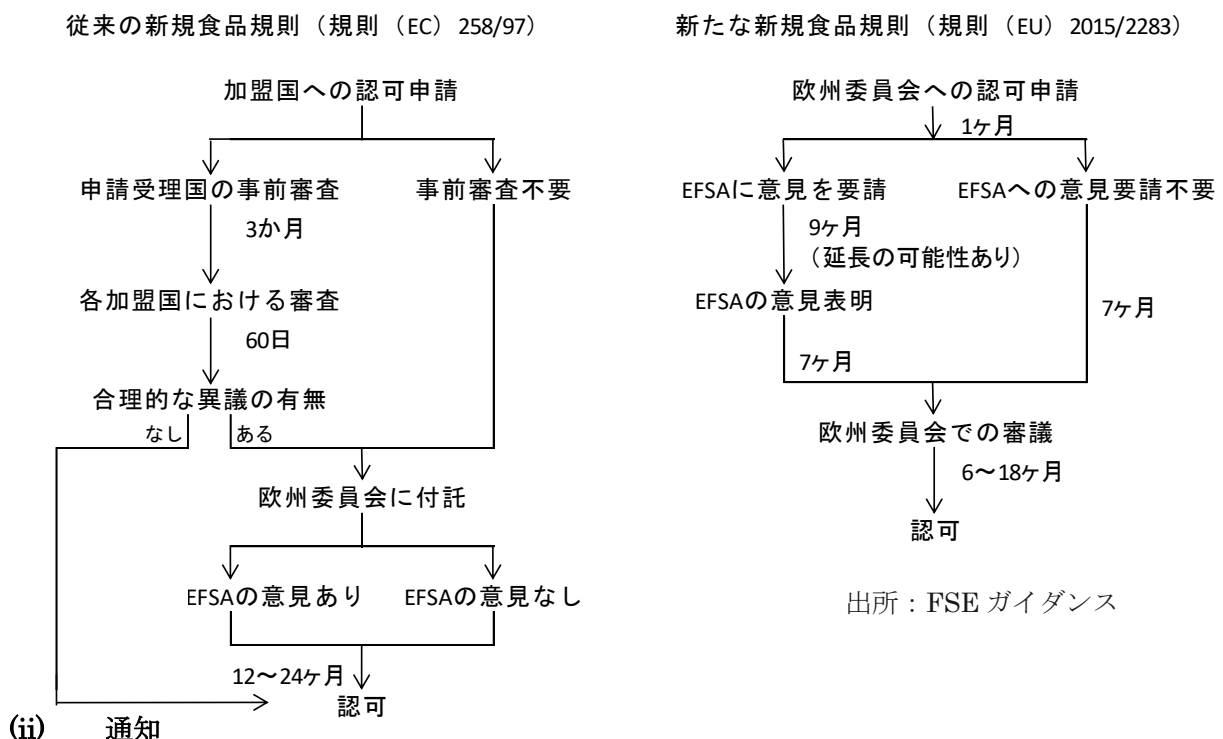 従来の新規食品規則（規則（EC）258/97）
加盟国への認可申請
申請受理国の事前審査
事前審査不要
3か月
各加盟国における審査
60日
合理的な異議の有無
なし
ある
欧州委員会に付託
EFSAの意見あり
EFSAの意見なし
12～24ヶ月
認可
新たな新規食品規則（規則（EU）2015/2283）
欧州委員会への認可申請
1ヶ月
EFSAに意見を要請
EFSAへの意見要請不要
9ヶ月
（延長の可能性あり）
EFSAの意見表明
7ヶ月
7ヶ月
欧州委員会での審議
6～18ヶ月
認可
出所：FSE ガイダンス
(ii) 通知